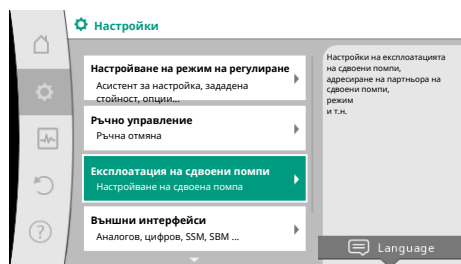 Настройки
Настройване на режим на регулиране
Асистент за настройка, зададена
стойност, опции...
Ръчно управление
Ръчна отмяна
Експлоатация на сдвоени помпи
Настройване на сдвоена помпа
Външни интерфейси
Аналогов, цифров, SSM, SBM ...
Настройки на експлоатацията
на сдвоени помпи,
адресиране на партньора на
сдвоени помпи,
режим
и т.н.
Language